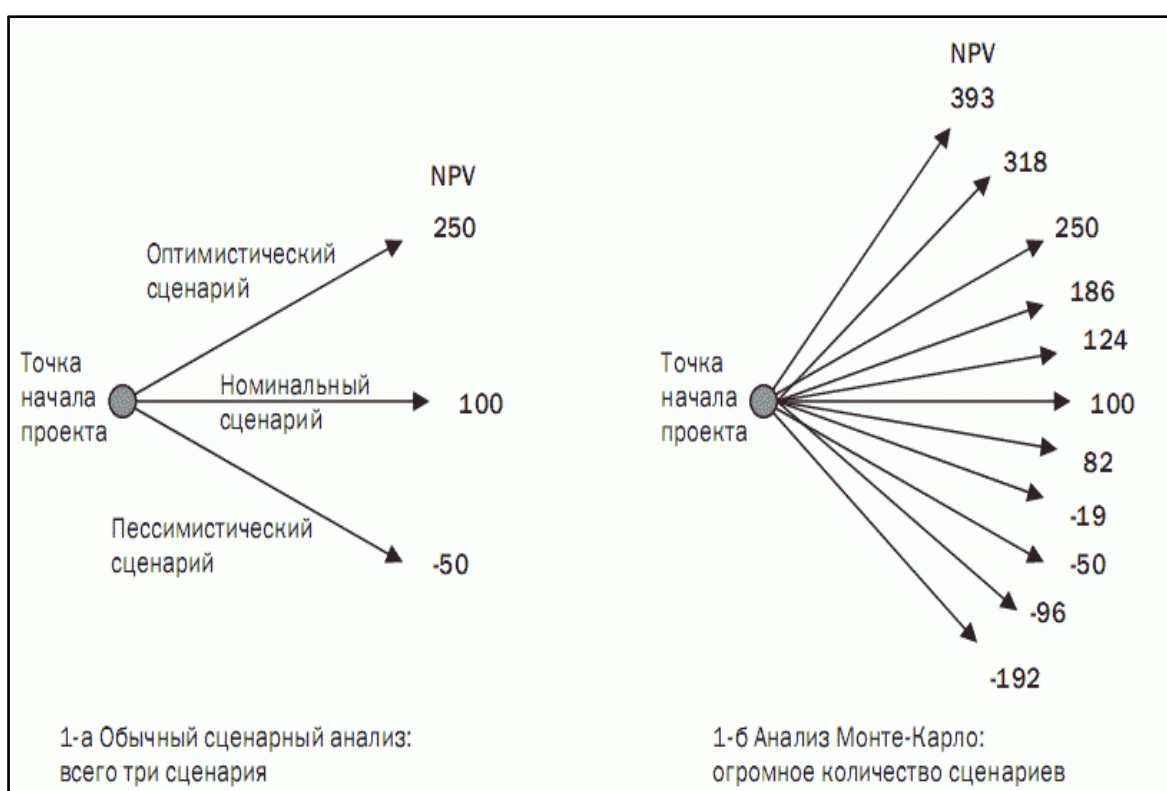 NPV
250
Оптимистический
сценарий
Точка
начала
проекта
Номинальный
сценарий
100
Пессимистический
сценарий
-50
1-а Обычный сценарный анализ:
всего три сценария
NPV
393
318
250
186
124
Точка
начала
проекта
100
82
-19
-50
-96
-192
1-б Анализ Монте-Карло:
огромное количество сценариев